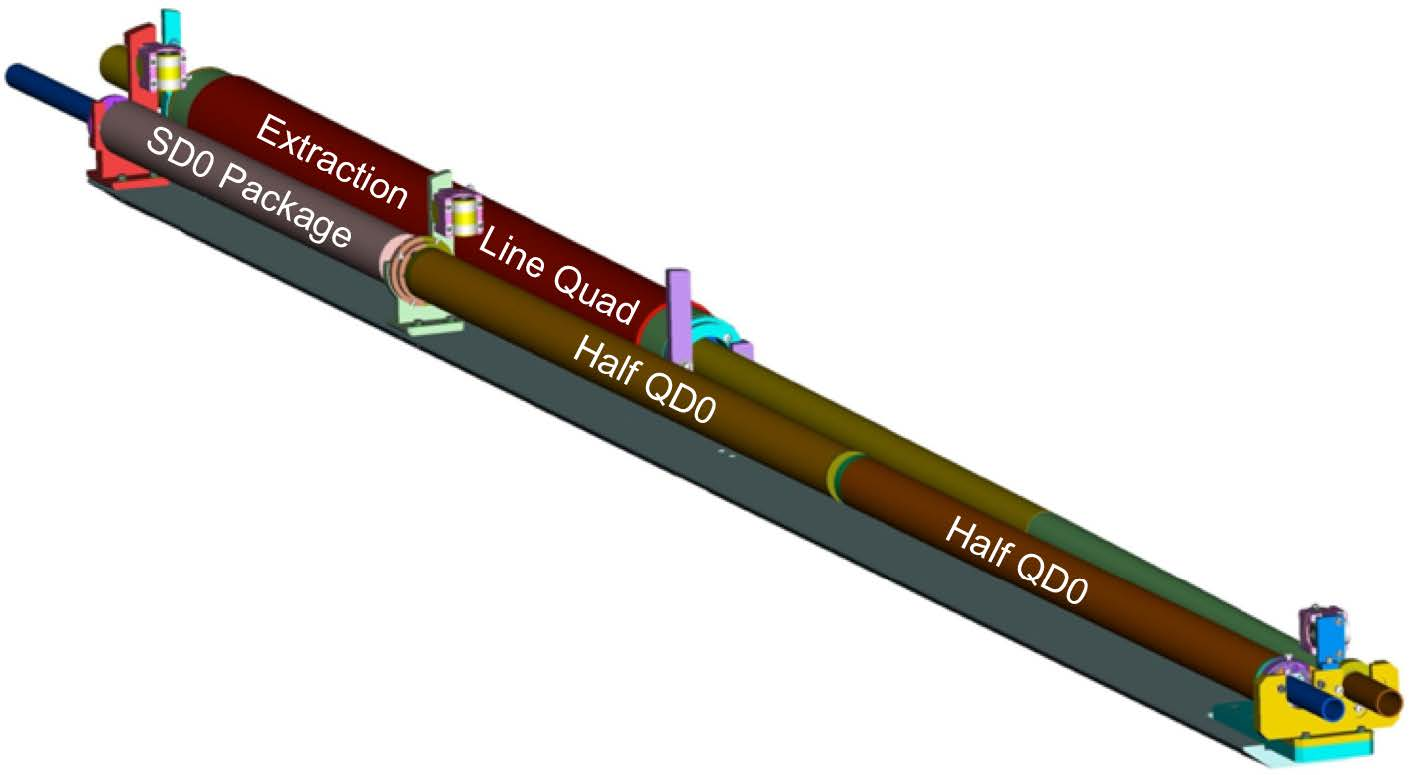 Extraction
Line Quad
SD0 Package
Half QD0
Half QD0